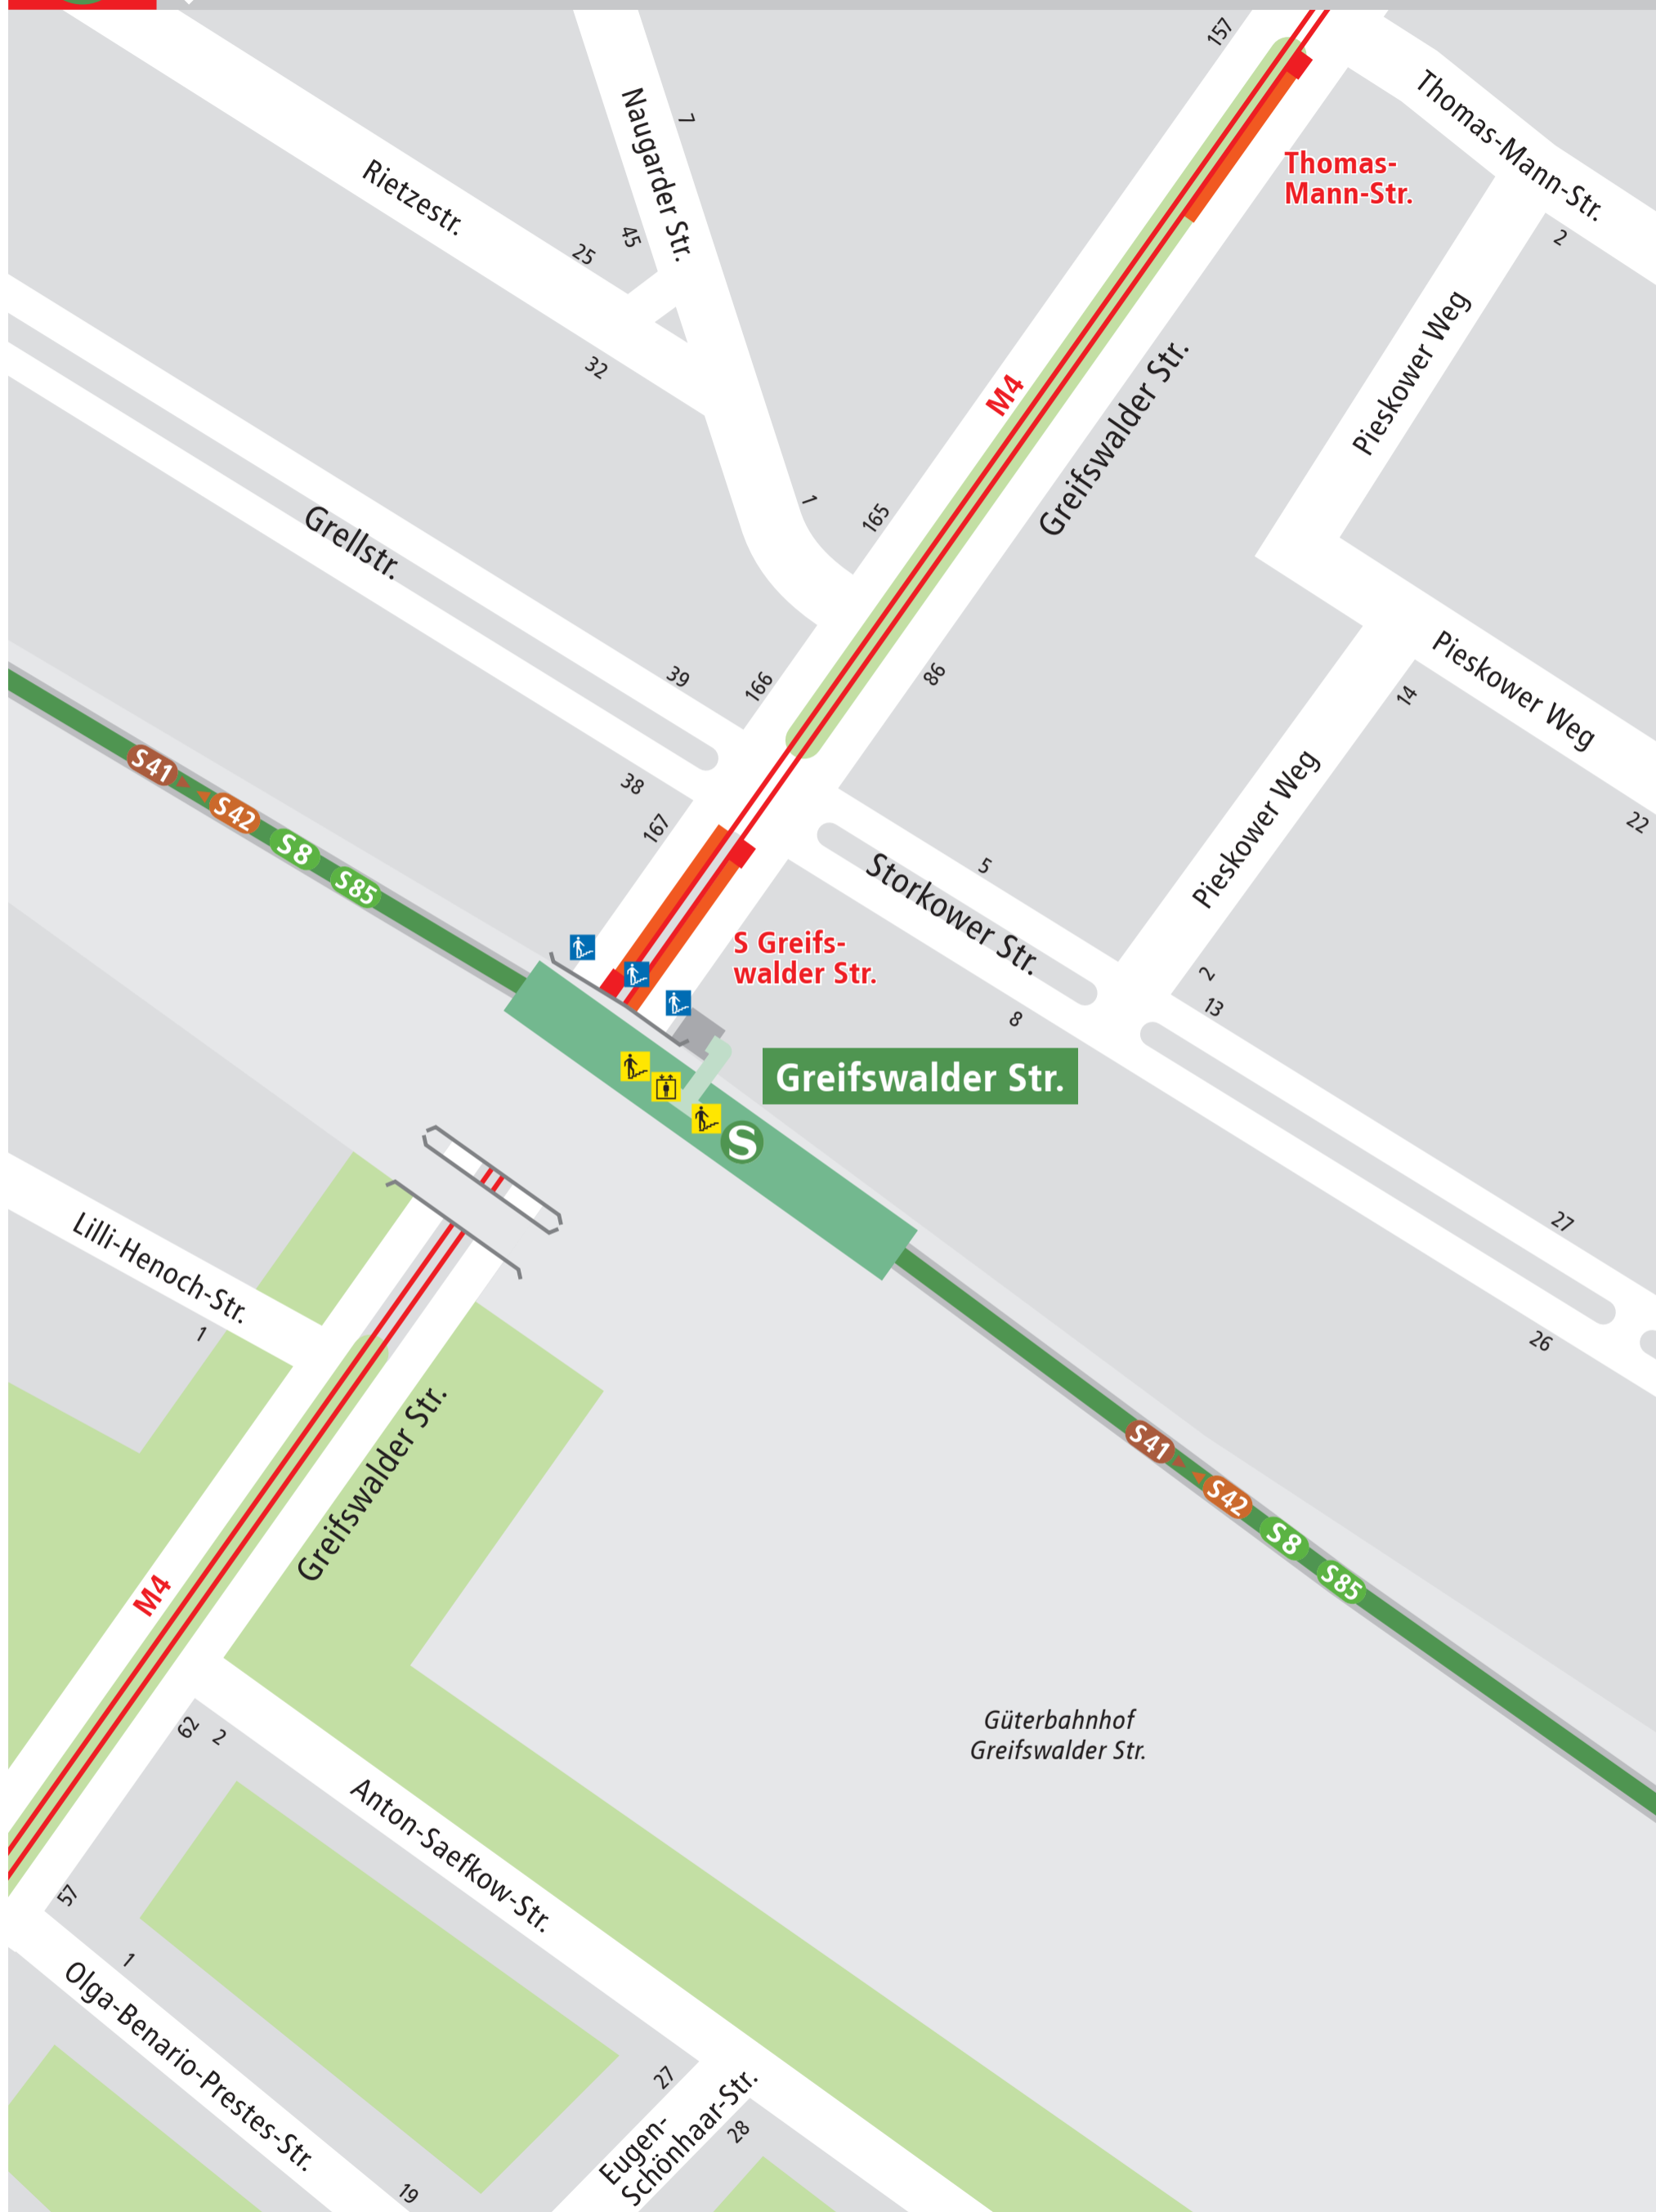 157
Thomas-Mann-Str.
Naugarder Str.
7
Rietzestr.
Thomas-
Mann-Str.
45
25
2
32
M4
Greifswalder Str.
Pieskower Weg
1
165
Grellstr.
39
166
86
Pieskower Weg
14
S41
S42
S8
S85
38
167
Pieskower Weg
22
5
Storkower Str.
S Greifs-
walder Str.
2
13
8
Greifswalder Str.
S
Lilli-Henoch-Str.
1
27
26
Greifswalder Str.
S41
S42
S8
S85
M4
62
2
Güterbahnhof
Greifswalder Str.
Anton-Saefkow-Str.
57
1
Olga-Benario-Prestes-Str.
27
Eugen-
Schönhaar-Str.
28
19